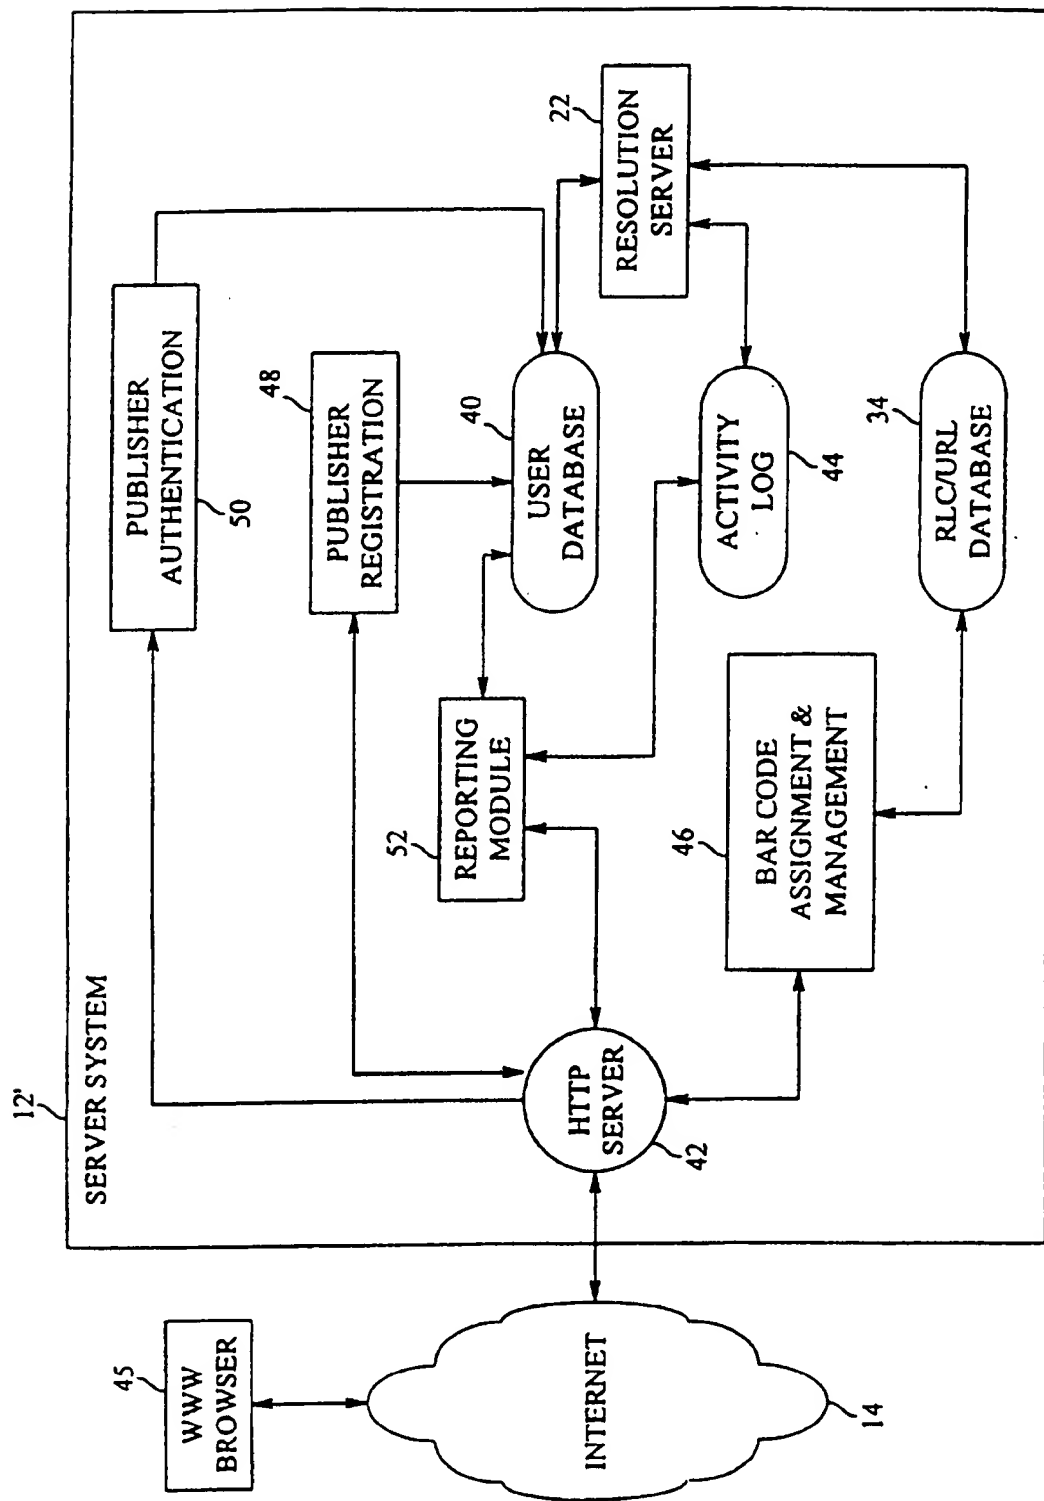 12'
SERVER SYSTEM
45
WWW
BROWSER
INTERNET
14
HTTP
SERVER
42
PUBLISHER
AUTHENTICATION
50
48
PUBLISHER
REGISTRATION
52
REPORTING
MODULE
40
USER
DATABASE
22
RESOLUTION
SERVER
ACTIVITY
LOG
44
46
BAR CODE
ASSIGNMENT &
MANAGEMENT
34
RLC/URL
DATABASE